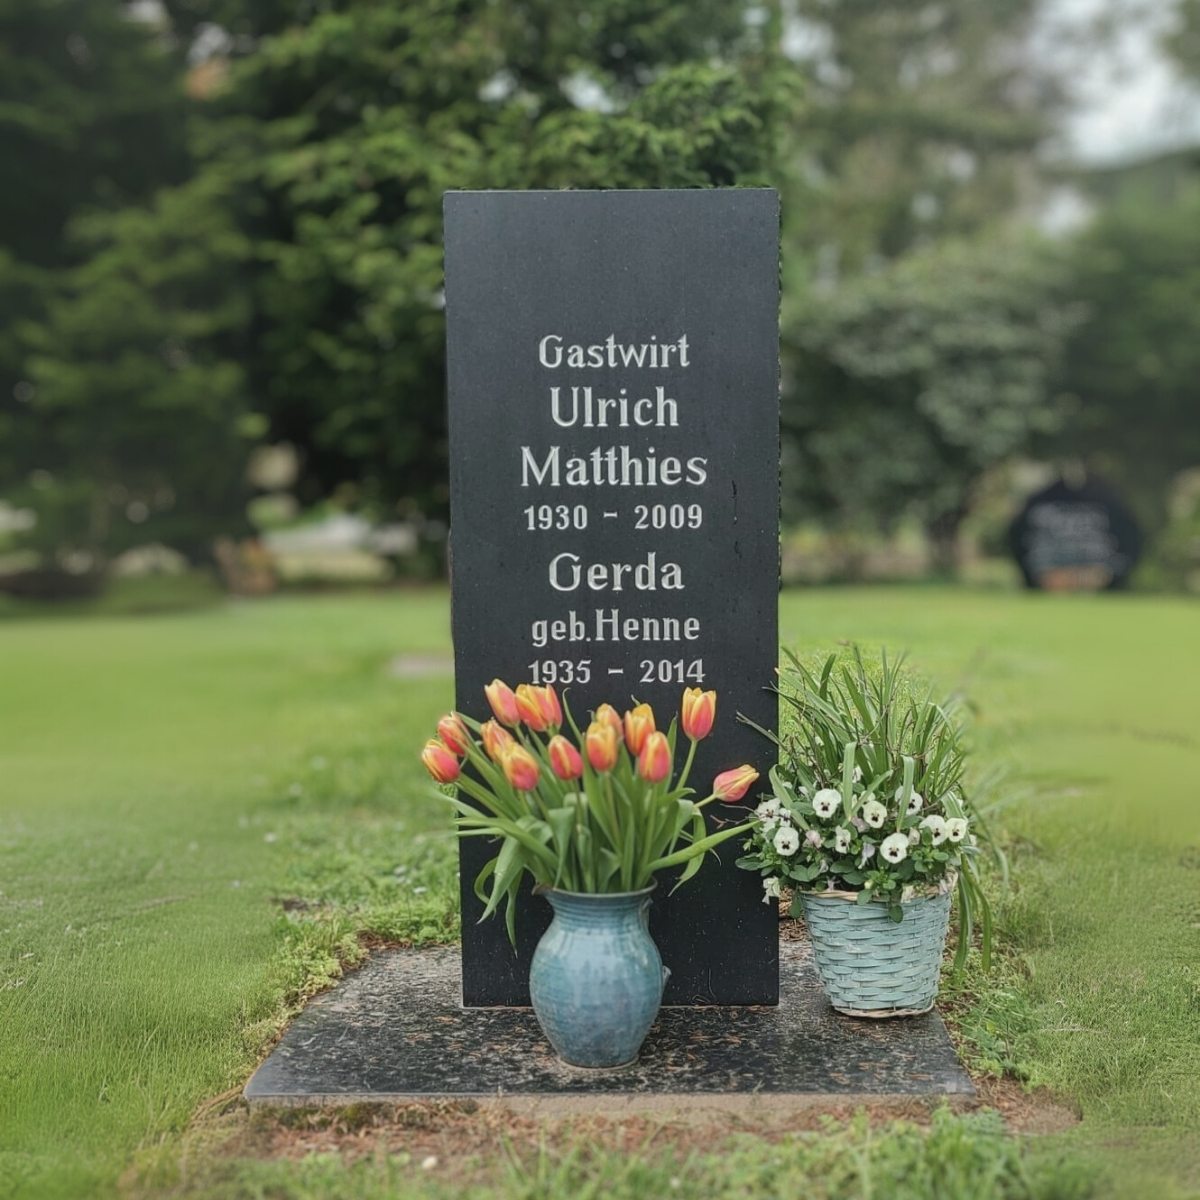 Gastwirt
Ulrich
Matthies
1930 - 2009
Gerda
geb.Henne
1935 - 2014